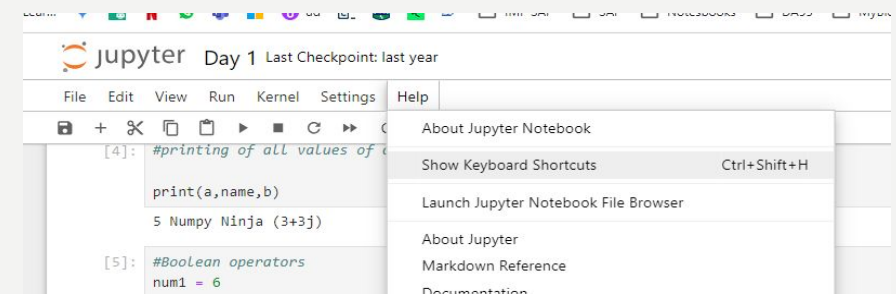 jupyter Day 1 Last Checkpoint: last year
File Edit View Run Kernel Settings Help
About Jupyter Notebook
[4]: #printing of all values of
Show Keyboard Shortcuts Ctrl+Shift+H
print(a,name,b)
Launch Jupyter Notebook File Browser
5 Numpy Ninja (3+3j)
About Jupyter
[5]: #Boolean operators
Markdown Reference
num1 = 6
Documentation